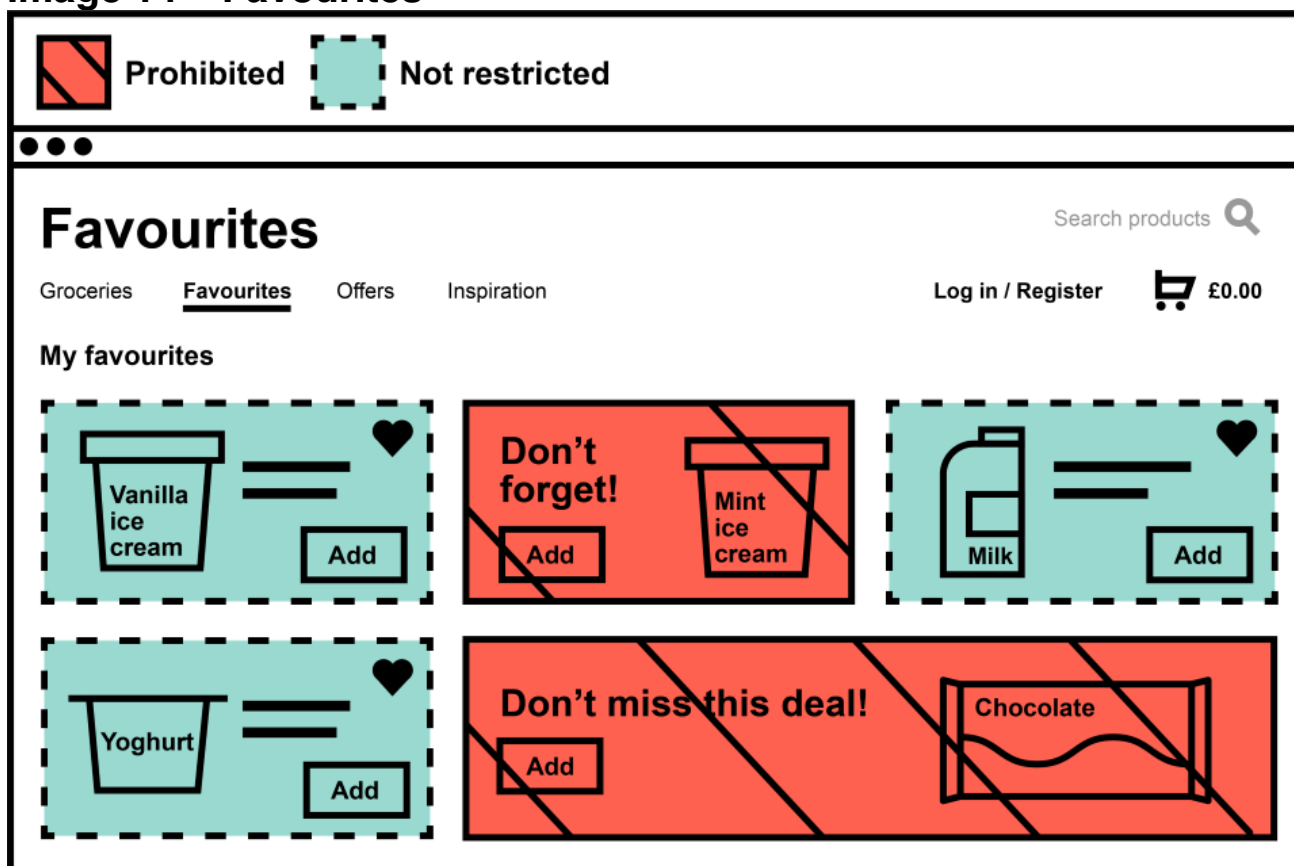 Prohibited Not restricted
Favourites
Search products
Groceries Favourites Offers Inspiration
Log in / Register £0.00
My favourites
Vanilla
ice
cream
Add
Don't
forget!
Add
Mint
ice
cream
Milk
Add
Yoghurt
Add
Don't miss this deal!
Add
Chocolate